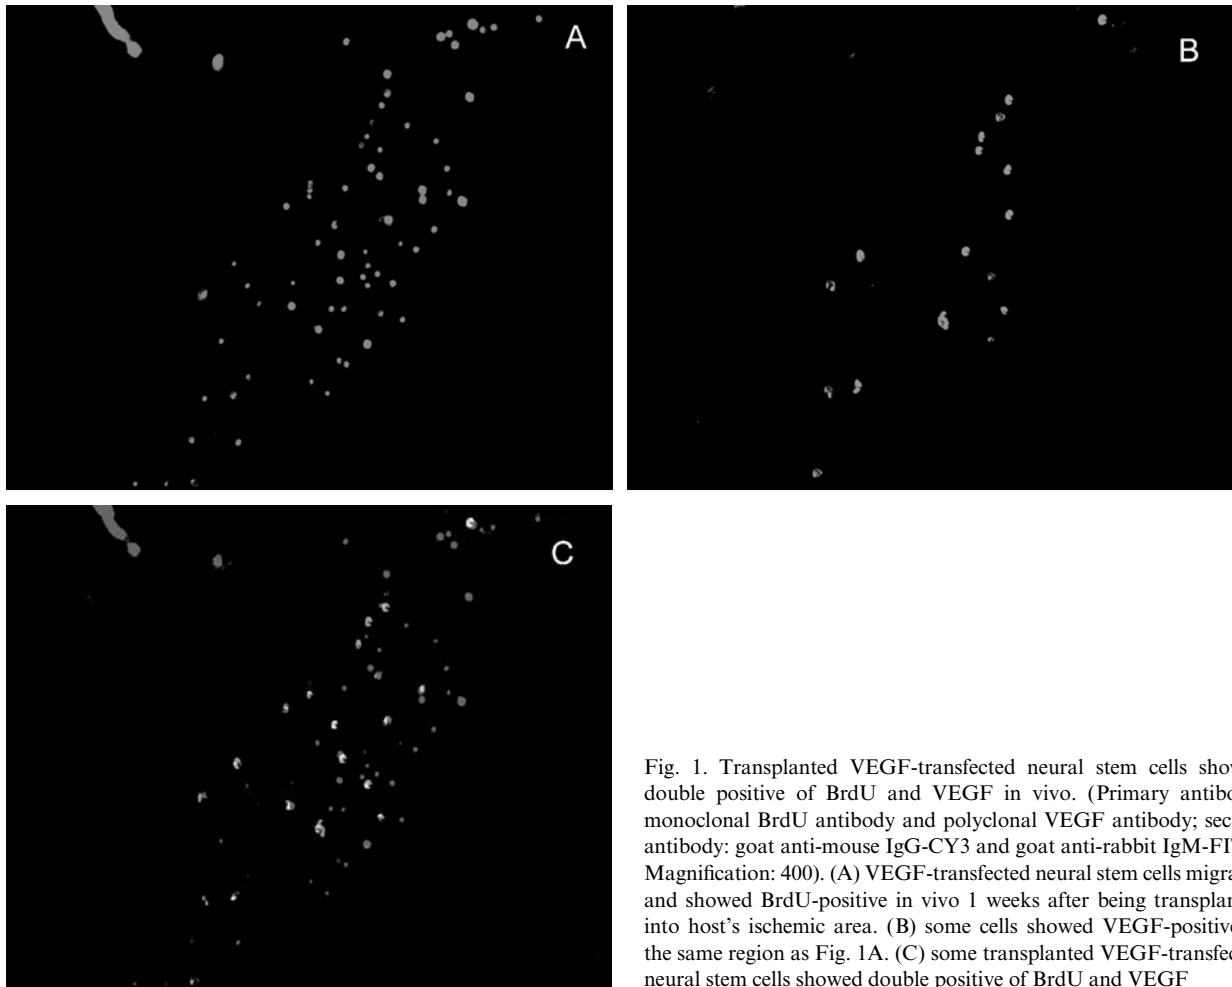 A
B
C
Fig. 1. Transplanted VEGF-transfected neural stem cells
double positive of BrdU and VEGF in vivo. (Primary
monoclonal BrdU antibody and polyclonal VEGF antibody;
antibody: goat anti-mouse IgG-CY3 and goat anti-rabbit
Magnification: 400). (A) VEGF-transfected neural stem cells
and showed BrdU-positive in vivo 1 weeks after being
into host's ischemic area. (B) some cells showed VEGF-positive
the same region as Fig. 1A. (C) some transplanted
neural stem cells showed double positive of BrdU and VEGF